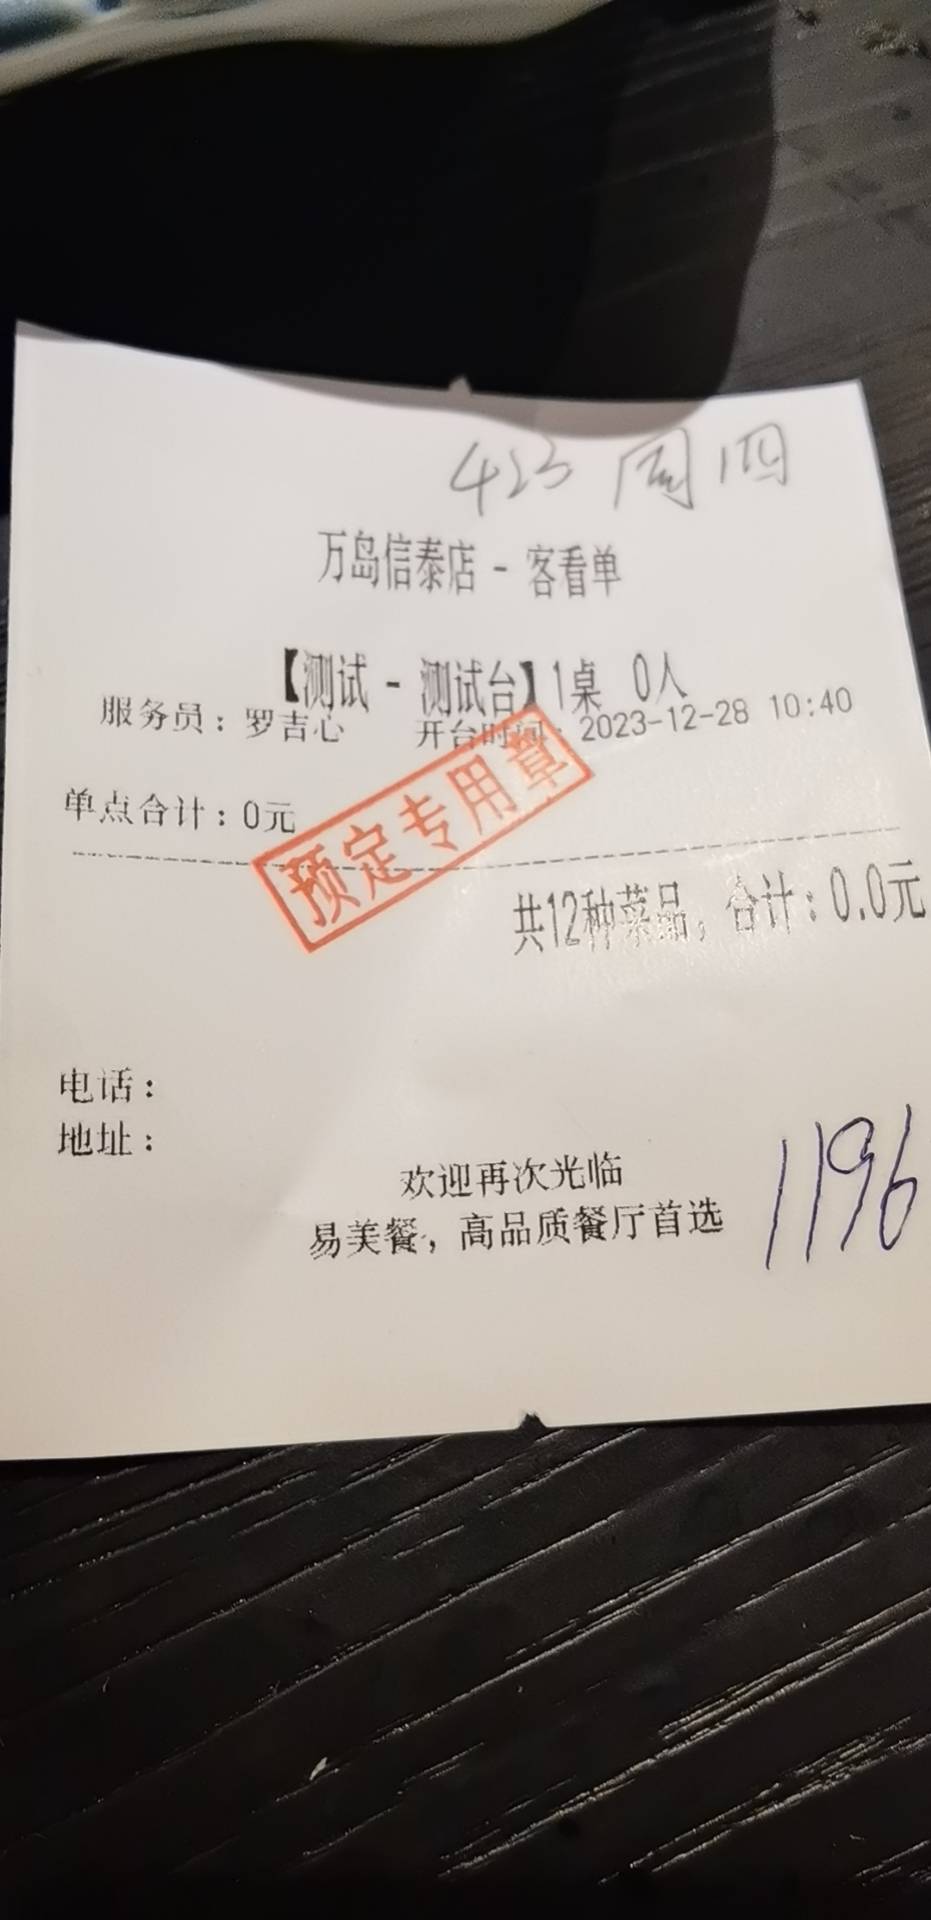 423 周四
万岛信泰店 - 客看单
【测试 - 测试台】1桌 0人
服务员：罗吉心 开台时间：2023-12-28 10:40
单点合计：0元
预定专用章
共12种菜品，合计：0.0元
电话：
地址：
1196
欢迎再次光临
易美餐，高品质餐厅首选